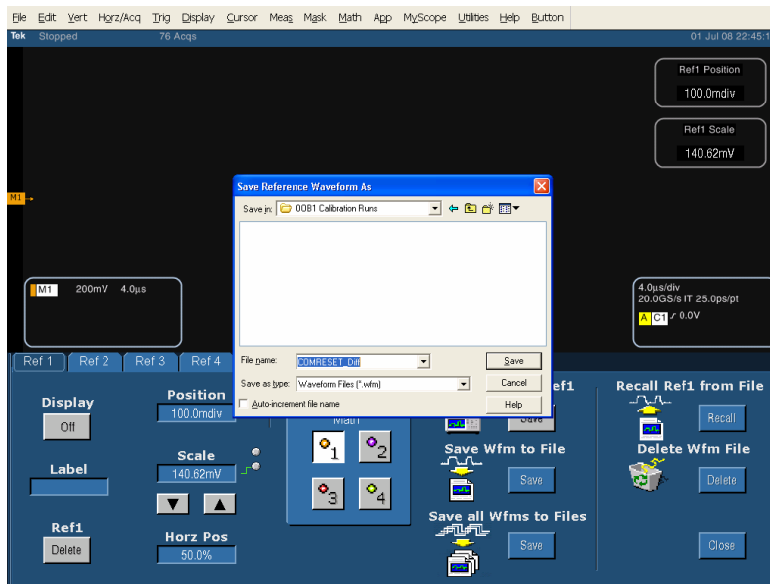 File Edit Vert Horz/Acq Trig Display Cursor Meas Mask Math App MyScope Utilities Help Button
Tek Stopped 76 Acqs 01 Jul 08 22:45:1
Ref1 Position
100.0mdiv
Ref1 Scale
140.62mV
M1
Save Reference Waveform As
Save in: OOB1 Calibration Runs
M1 200mV 4.0µs
4.0µs/div
20.0GS/s IT 25.0ps/pt
A C1 0.0V
File name: COMRESET_Diff Save
Save as type: Waveform Files (*.wfm) Cancel
Auto-increment file name Help
Ref 1 Ref 2 Ref 3 Ref 4
Display
Off
Label
Ref1
Delete
Position
100.0mdiv
Scale
140.62mV
Horz Pos
50.0%
Math
1 2
3 4
ef1
Save
Save Wfm to File
Save
Save all Wfms to Files
Save
Recall Ref1 from File
Recall
Delete Wfm File
Delete
Close